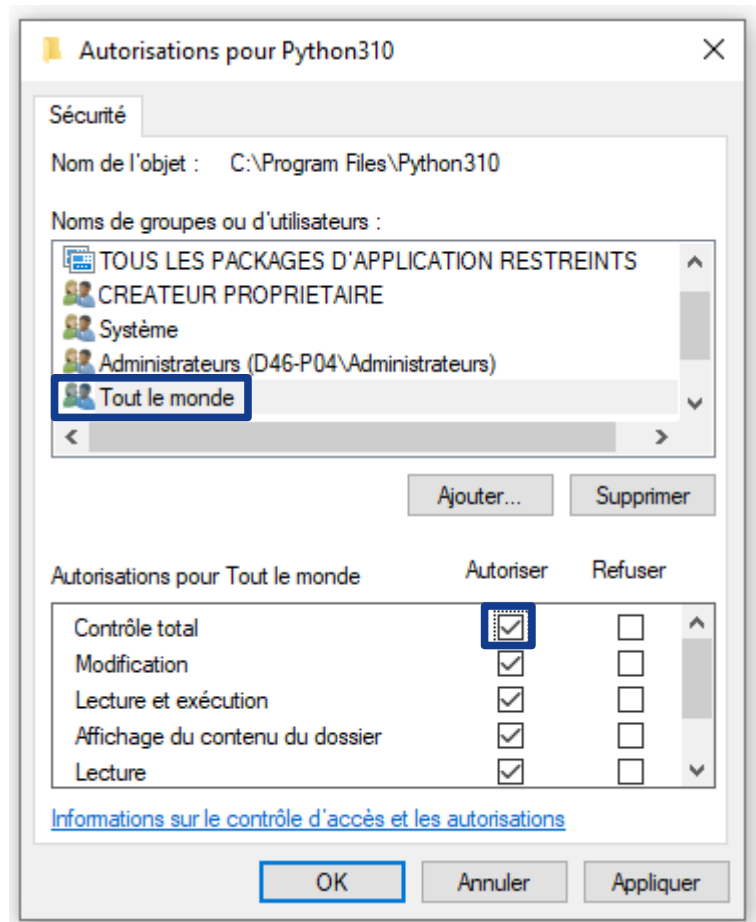 Autorisations pour Python310
Sécurité
Nom de l'objet : C:\Program Files\Python310
Noms de groupes ou d'utilisateurs :
TOUS LES PACKAGES D'APPLICATION RESTREINTS
CREATEUR PROPRIETAIRE
Système
Administrateurs (D46-P04\Administrateurs)
Tout le monde
Ajouter... Supprimer
Autorisations pour Tout le monde Autoriser Refuser
Contrôle total
Modification
Lecture et exécution
Affichage du contenu du dossier
Lecture
Informations sur le contrôle d'accès et les autorisations
OK Annuler Appliquer